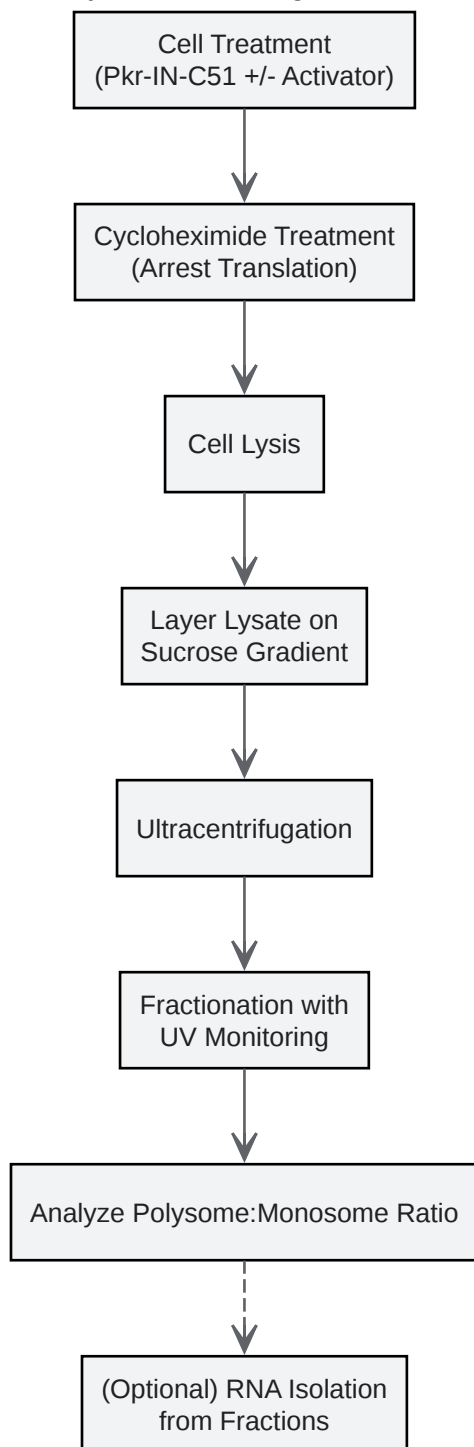 Cell Treatment
(Pkr-IN-C51 +/- Activator)
Cycloheximide Treatment
(Arrest Translation)
Cell Lysis
Layer Lysate on
Sucrose Gradient
Ultracentrifugation
Fractionation with
UV Monitoring
Analyze Polysome:Monosome Ratio
(Optional) RNA Isolation
from Fractions